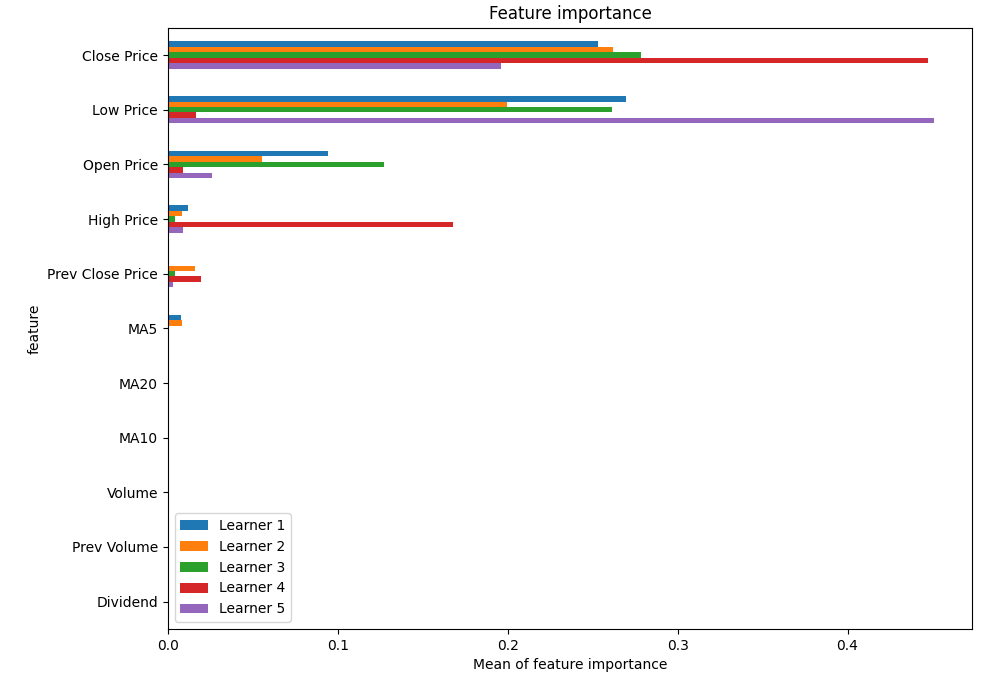 Feature importance
Close Price
Low Price
Open Price
High Price
Prev Close Price
MA5
MA20
MA10
Volume
Prev Volume
Dividend
feature
Learner 1
Learner 2
Learner 3
Learner 4
Learner 5
0.0 0.1 0.2 0.3 0.4
Mean of feature importance